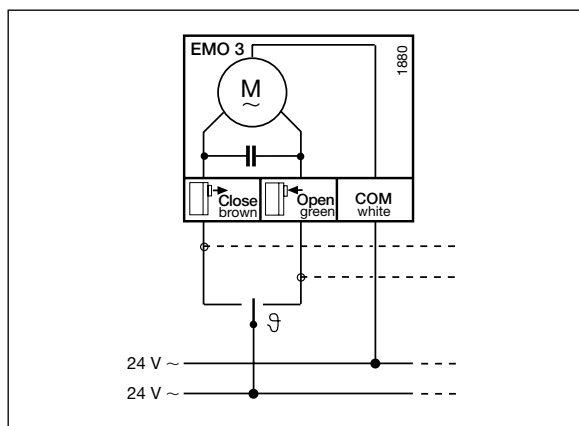 EMO 3
1880
M
~
Close
brown
Open
green
COM
white
ϑ
24 V ~
24 V ~